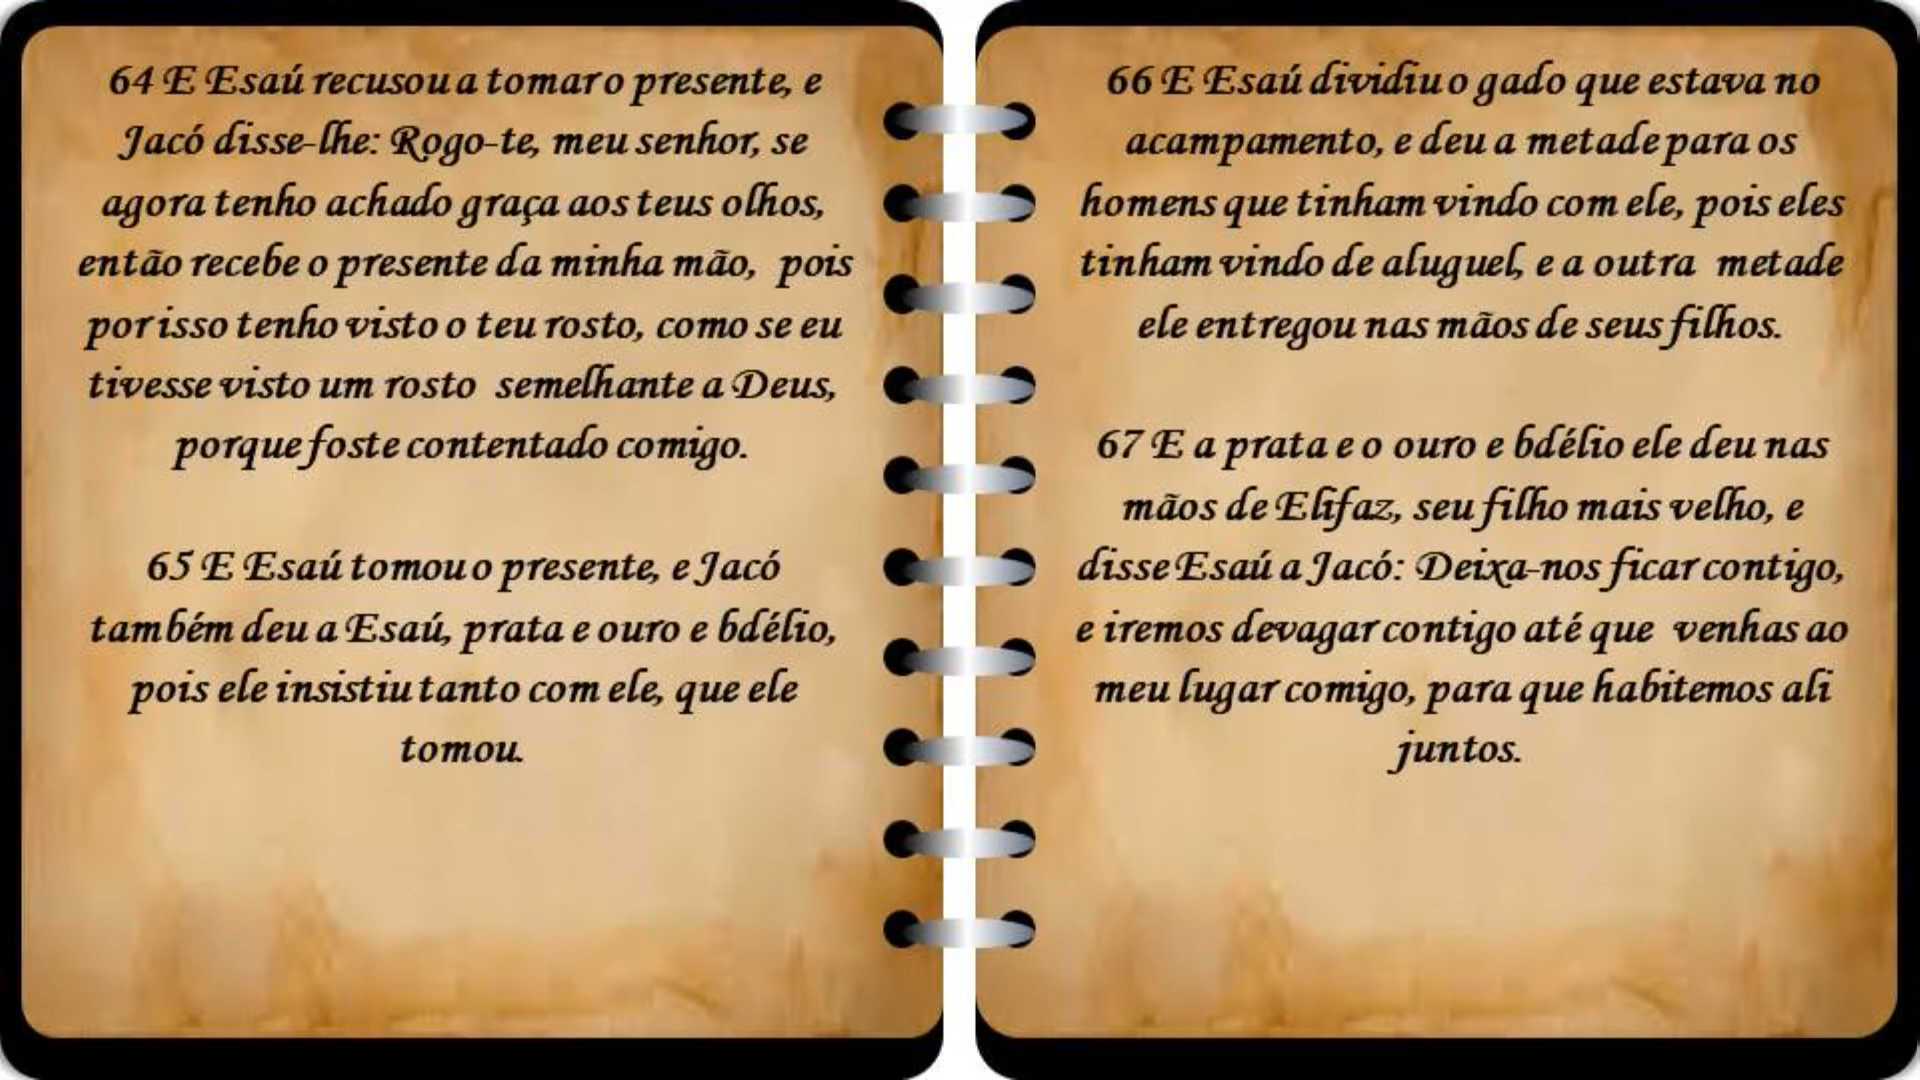 64 E Esaú recusou a tomar o presente, e
Jacó disse-lhe: Rogo-te, meu senhor, se
agora tenho achado graça aos teus olhos,
então recebe o presente da minha mão, pois
por isso tenho visto o teu rosto, como se eu
tivesse visto um rosto semelhante a Deus,
porque foste contentado comigo.
65 E Esaú tomou o presente, e Jacó
também deu a Esaú, prata e ouro e bdélio,
pois ele insistiu tanto com ele, que ele
tomou.
66 E Esaú dividiu o gado que estava no
acampamento, e deu a metade para os
homens que tinham vindo com ele, pois eles
tinham vindo de aluguel, e a outra metade
ele entregou nas mãos de seus filhos.
67 E a prata e o ouro e bdélio ele deu nas
mãos de Elifaz, seu filho mais velho, e
disse Esaú a Jacó: Deixa-nos ficar contigo,
e iremos devagar contigo até que venhas ao
meu lugar comigo, para que habitemos ali
juntos.